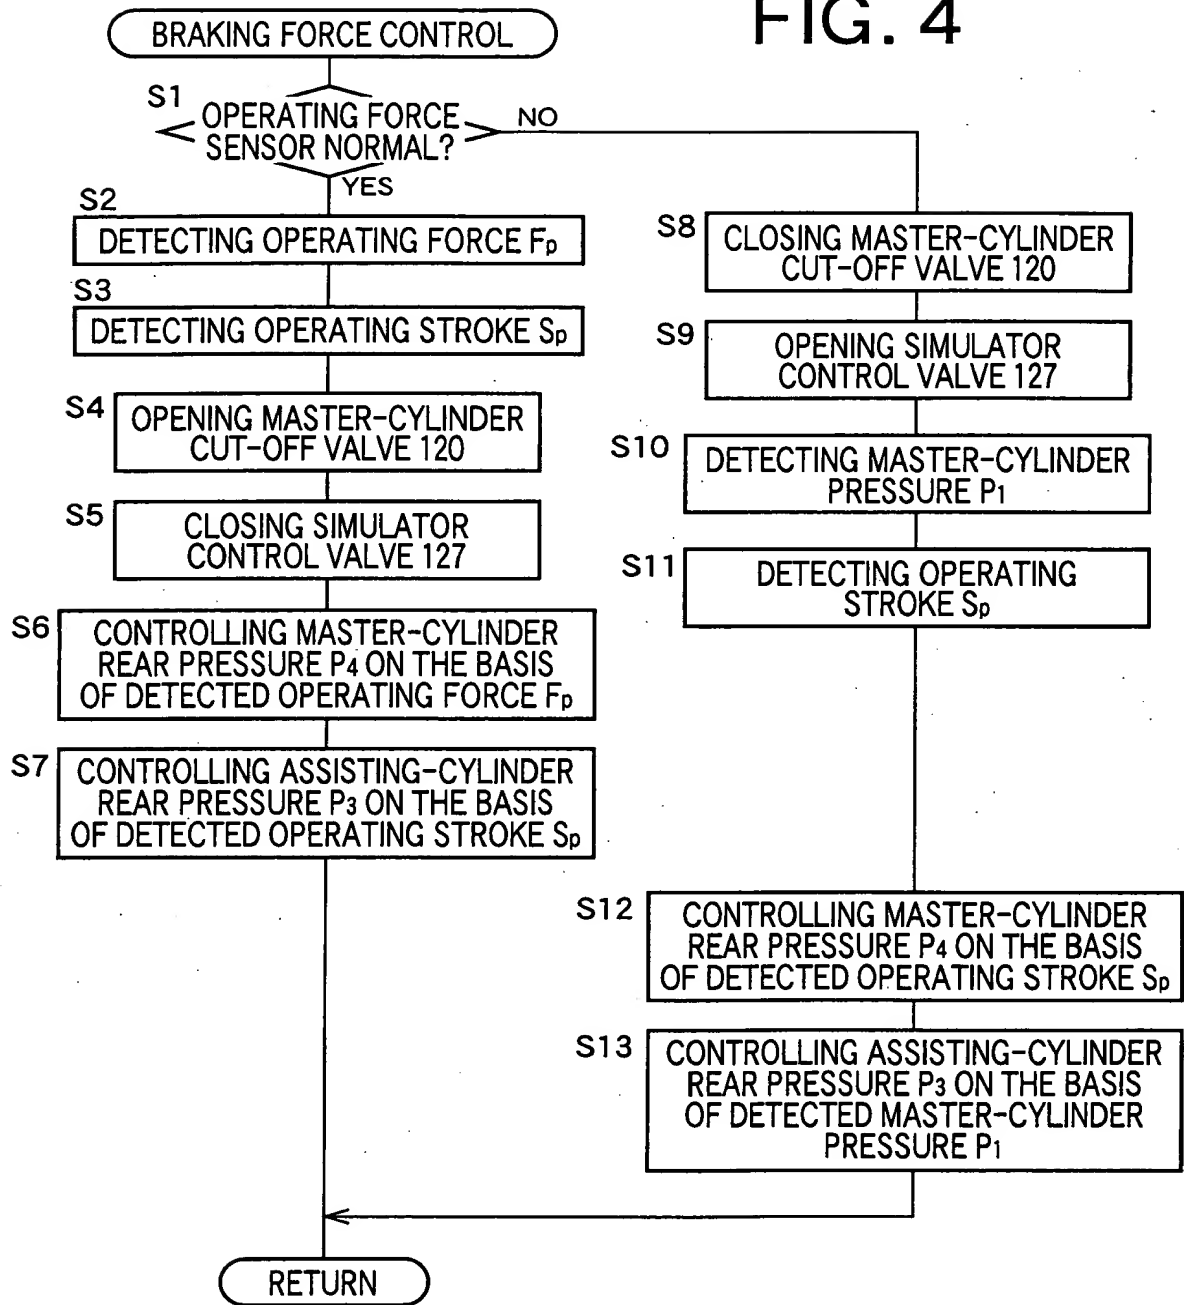 FIG. 4
BRAKING FORCE CONTROL
S1
OPERATING FORCE
SENSOR NORMAL?
NO
YES
S2
DETECTING OPERATING FORCE Fp
S3
DETECTING OPERATING STROKE Sp
S4
OPENING MASTER-CYLINDER
CUT-OFF VALVE 120
S5
CLOSING SIMULATOR
CONTROL VALVE 127
S6
CONTROLLING MASTER-CYLINDER
REAR PRESSURE P4 ON THE BASIS
OF DETECTED OPERATING FORCE Fp
S7
CONTROLLING ASSISTING-CYLINDER
REAR PRESSURE P3 ON THE BASIS
OF DETECTED OPERATING STROKE Sp
S8
CLOSING MASTER-CYLINDER
CUT-OFF VALVE 120
S9
OPENING SIMULATOR
CONTROL VALVE 127
S10
DETECTING MASTER-CYLINDER
PRESSURE P1
S11
DETECTING OPERATING
STROKE Sp
S12
CONTROLLING MASTER-CYLINDER
REAR PRESSURE P4 ON THE BASIS
OF DETECTED OPERATING STROKE Sp
S13
CONTROLLING ASSISTING-CYLINDER
REAR PRESSURE P3 ON THE BASIS
OF DETECTED MASTER-CYLINDER
PRESSURE P1
RETURN